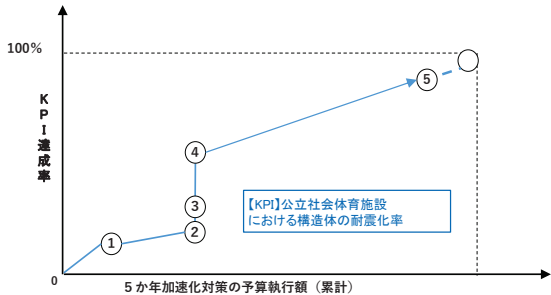 100%
KPI達成率
⑤
④
③
②
①
【KPI】公立社会体育施設
における構造体の耐震化率
0
5か年加速化対策の予算執行額（累計）